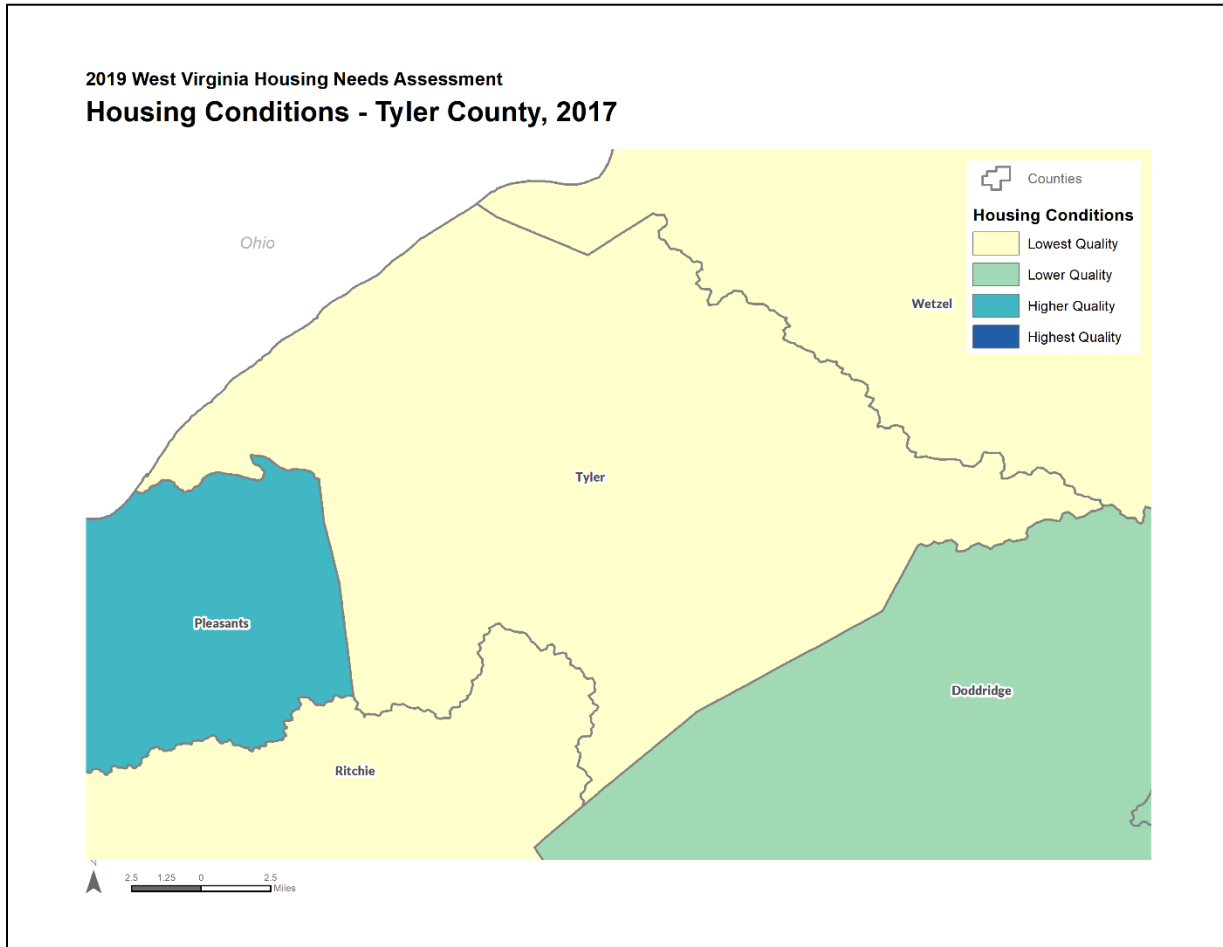 2019 West Virginia Housing Needs Assessment
Housing Conditions - Tyler County, 2017
Counties
Housing Conditions
Lowest Quality
Lower Quality
Higher Quality
Highest Quality
Ohio
Wetzel
Tyler
Pleasants
Doddridge
Ritchie
N
2.5 1.25 0 2.5
Miles